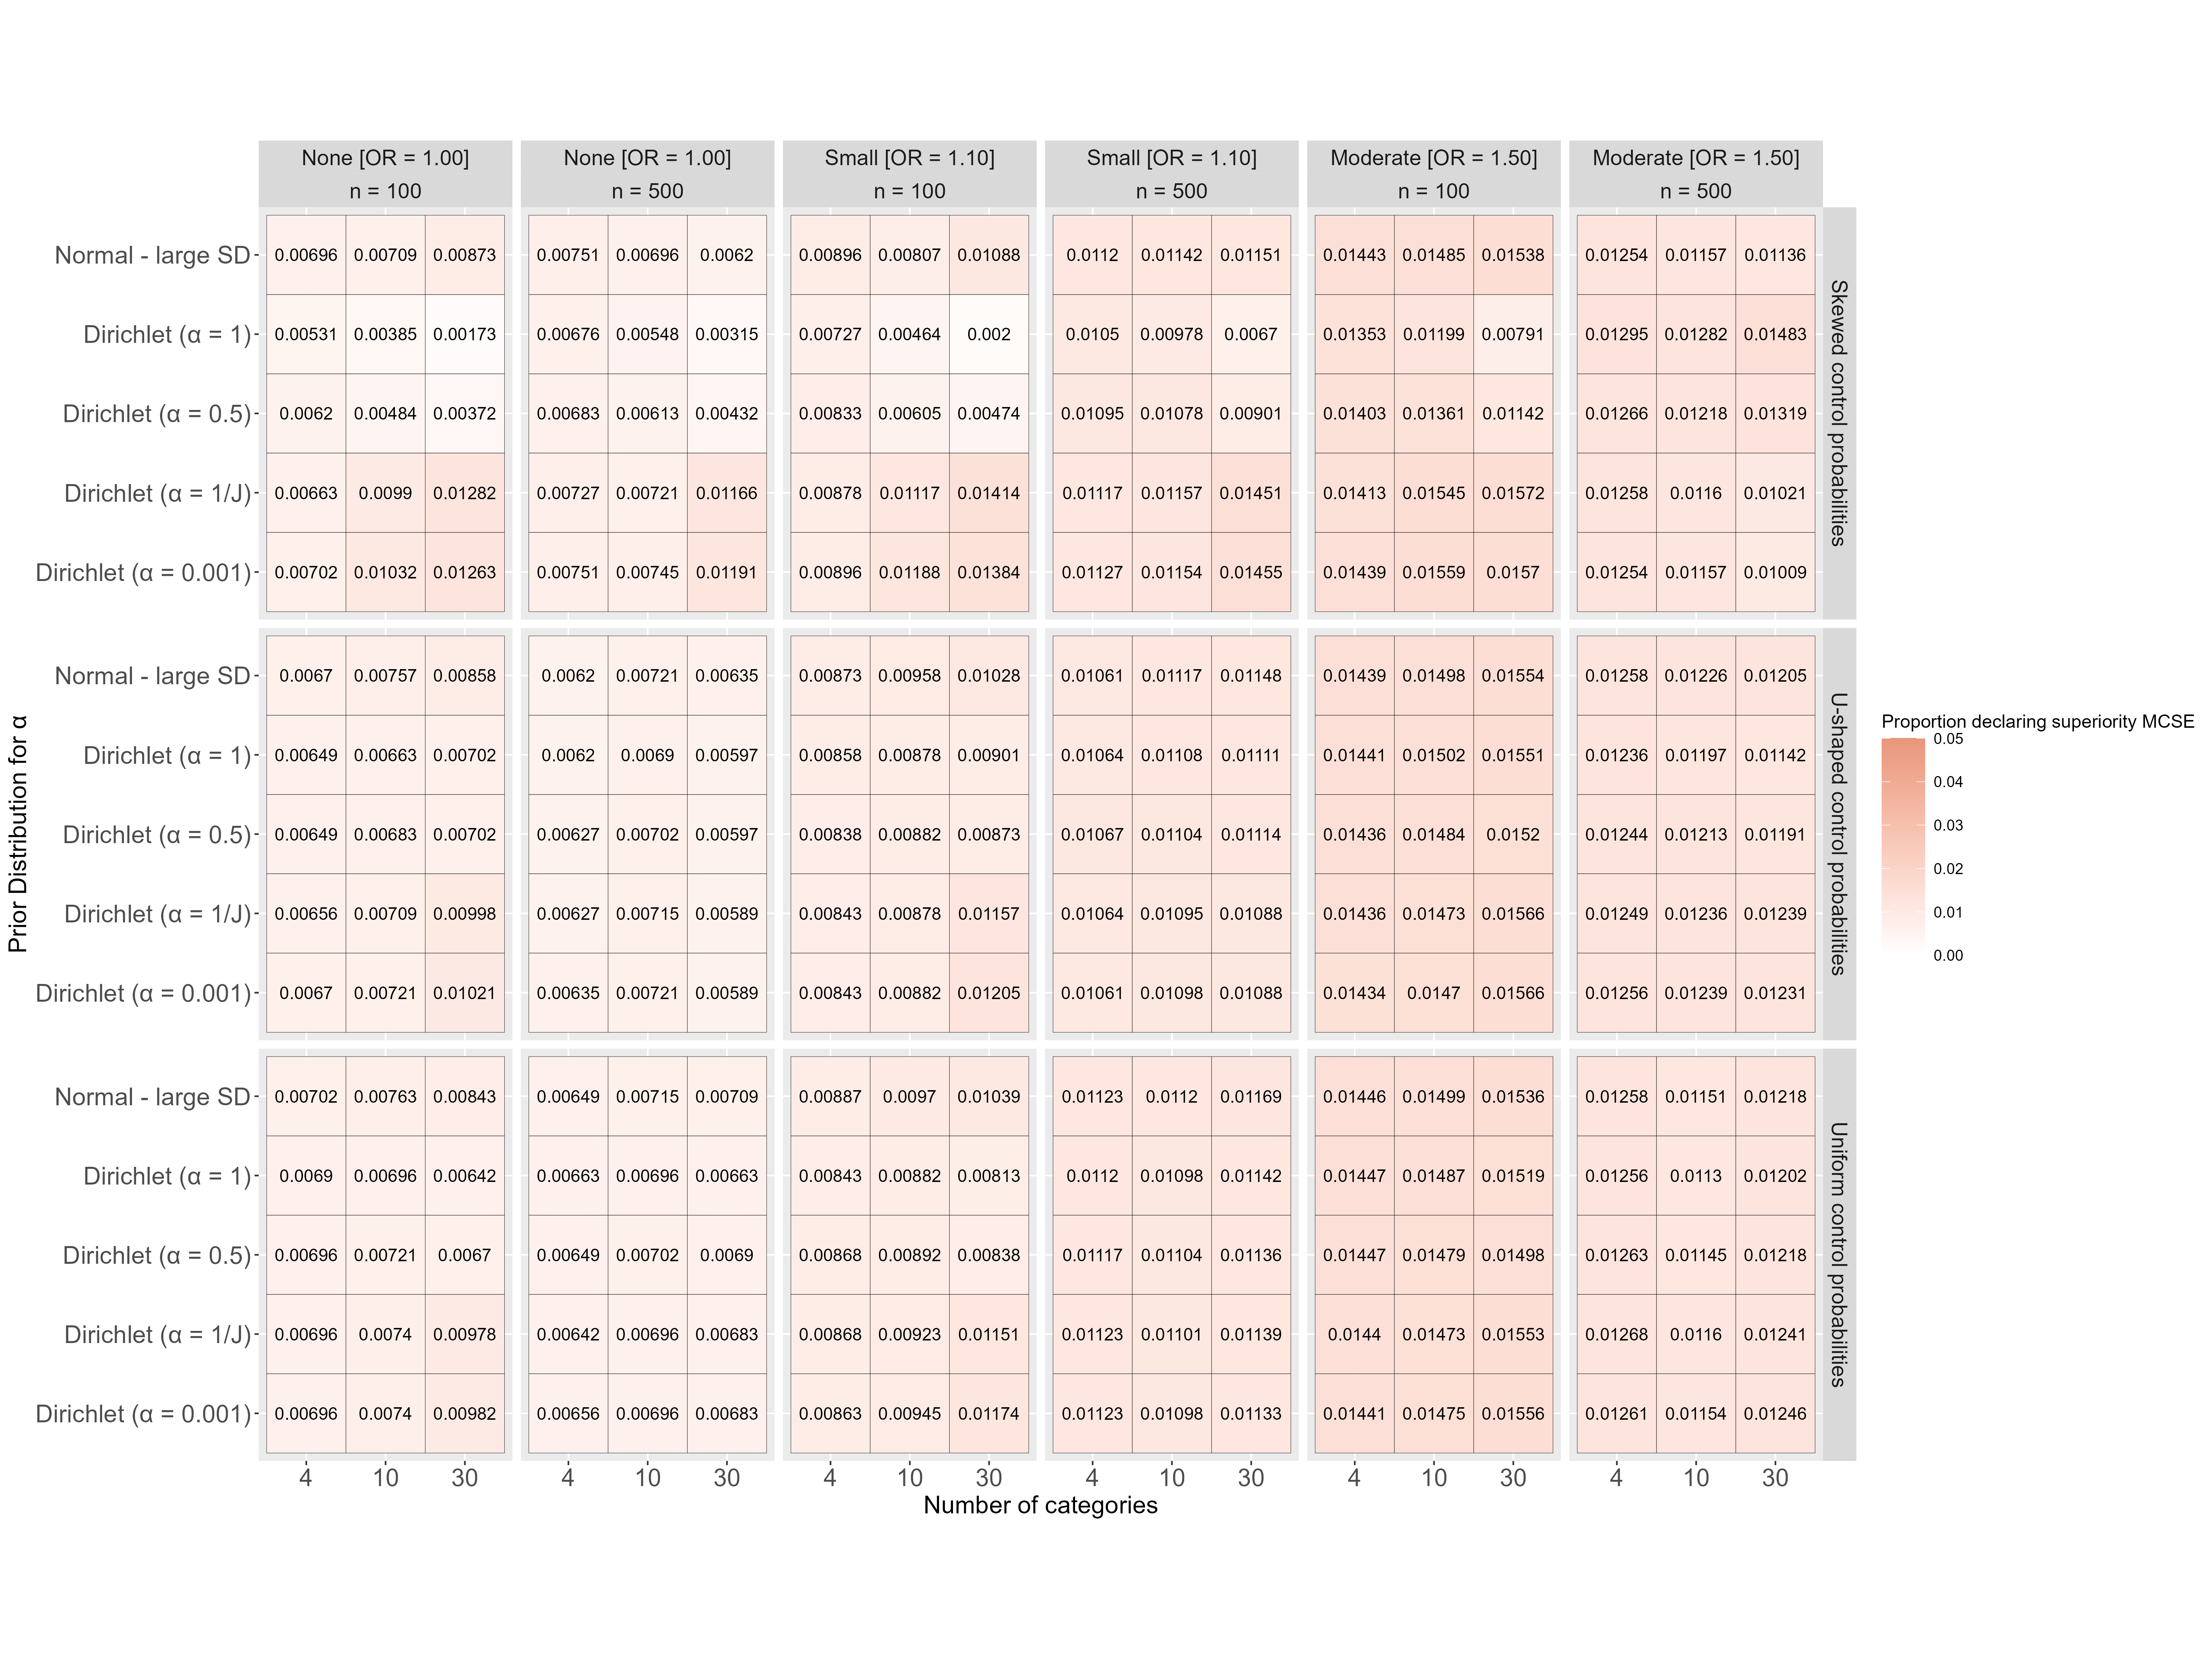 None [OR = 1.00] None [OR = 1.00] Small [OR = 1.10] Small [OR = 1.10] Moderate [OR = 1.50] Moderate [OR = 1.50]
n = 100 n = 500 n = 100 n = 500 n = 100 n = 500
Normal - large SD 0.00696 0.00709 0.00873 0.00751 0.00696 0.0062 0.00896 0.00807 0.01088 0.0112 0.01142 0.01151 0.01443 0.01485 0.01538 0.01254 0.01157 0.01136
Dirichlet (α = 1) 0.00531 0.00385 0.00173 0.00676 0.00548 0.00315 0.00727 0.00464 0.002 0.0105 0.00978 0.0067 0.01353 0.01199 0.00791 0.01295 0.01282 0.01483
Dirichlet (α = 0.5) 0.0062 0.00484 0.00372 0.00683 0.00613 0.00432 0.00833 0.00605 0.00474 0.01095 0.01078 0.00901 0.01403 0.01361 0.01142 0.01266 0.01218 0.01319
Dirichlet (α = 1/J) 0.00663 0.0099 0.01282 0.00727 0.00721 0.01166 0.00878 0.01117 0.01414 0.01117 0.01157 0.01451 0.01413 0.01545 0.01572 0.01258 0.0116 0.01021
Dirichlet (α = 0.001) 0.00702 0.01032 0.01263 0.00751 0.00745 0.01191 0.00896 0.01188 0.01384 0.01127 0.01154 0.01455 0.01439 0.01559 0.0157 0.01254 0.01157 0.01009
Skewed control probabilities
Normal - large SD 0.0067 0.00757 0.00858 0.0062 0.00721 0.00635 0.00873 0.00958 0.01028 0.01061 0.01117 0.01148 0.01439 0.01498 0.01554 0.01258 0.01226 0.01205
Dirichlet (α = 1) 0.00649 0.00663 0.00702 0.0062 0.0069 0.00597 0.00858 0.00878 0.00901 0.01064 0.01108 0.01111 0.01441 0.01502 0.01551 0.01236 0.01197 0.01142
Dirichlet (α = 0.5) 0.00649 0.00683 0.00702 0.00627 0.00702 0.00597 0.00838 0.00882 0.00873 0.01067 0.01104 0.01114 0.01436 0.01484 0.0152 0.01244 0.01213 0.01191
Dirichlet (α = 1/J) 0.00656 0.00709 0.00998 0.00627 0.00715 0.00589 0.00843 0.00878 0.01157 0.01064 0.01095 0.01088 0.01436 0.01473 0.01566 0.01249 0.01236 0.01239
Dirichlet (α = 0.001) 0.0067 0.00721 0.01021 0.00635 0.00721 0.00589 0.00843 0.00882 0.01205 0.01061 0.01098 0.01088 0.01434 0.0147 0.01566 0.01256 0.01239 0.01231
U-shaped control probabilities
Normal - large SD 0.00702 0.00763 0.00843 0.00649 0.00715 0.00709 0.00887 0.0097 0.01039 0.01123 0.0112 0.01169 0.01446 0.01499 0.01536 0.01258 0.01151 0.01218
Dirichlet (α = 1) 0.0069 0.00696 0.00642 0.00663 0.00696 0.00663 0.00843 0.00882 0.00813 0.0112 0.01098 0.01142 0.01447 0.01487 0.01519 0.01256 0.0113 0.01202
Dirichlet (α = 0.5) 0.00696 0.00721 0.0067 0.00649 0.00702 0.0069 0.00868 0.00892 0.00838 0.01117 0.01104 0.01136 0.01447 0.01479 0.01498 0.01263 0.01145 0.01218
Dirichlet (α = 1/J) 0.00696 0.0074 0.00978 0.00642 0.00696 0.00683 0.00868 0.00923 0.01151 0.01123 0.01101 0.01139 0.0144 0.01473 0.01553 0.01268 0.0116 0.01241
Dirichlet (α = 0.001) 0.00696 0.0074 0.00982 0.00656 0.00696 0.00683 0.00863 0.00945 0.01174 0.01123 0.01098 0.01133 0.01441 0.01475 0.01556 0.01261 0.01154 0.01246
Uniform control probabilities
4 10 30 4 10 30 4 10 30 4 10 30 4 10 30 4 10 30
Number of categories
Prior Distribution for α
Proportion declaring superiority MCSE
0.05
0.04
0.03
0.02
0.01
0.00